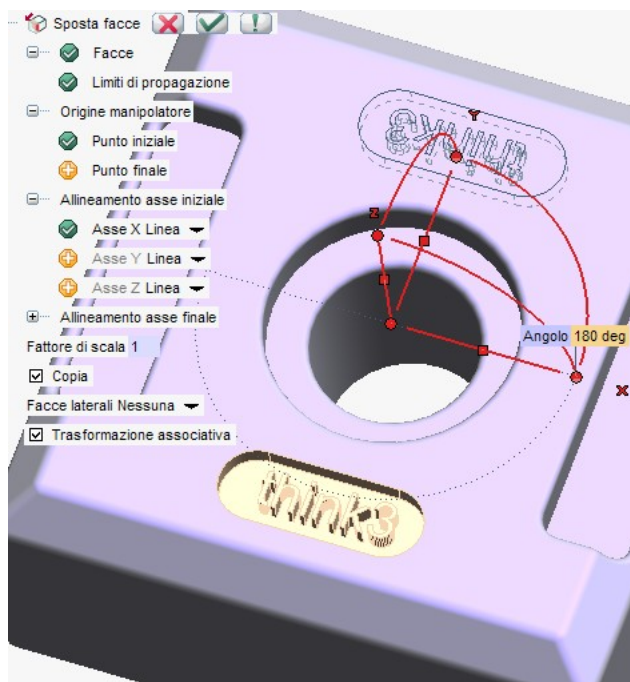 Sposta facce
Facce
Limiti di propagazione
Origine manipolatore
Punto iniziale
Punto finale
Allineamento asse iniziale
Asse X Linea
Asse Y Linea
Asse Z Linea
Allineamento asse finale
Fattore di scala 1
Copia
Facce laterali Nessuna
Trasformazione associativa
think3
Y
Z
Angolo 180 deg
X
think3